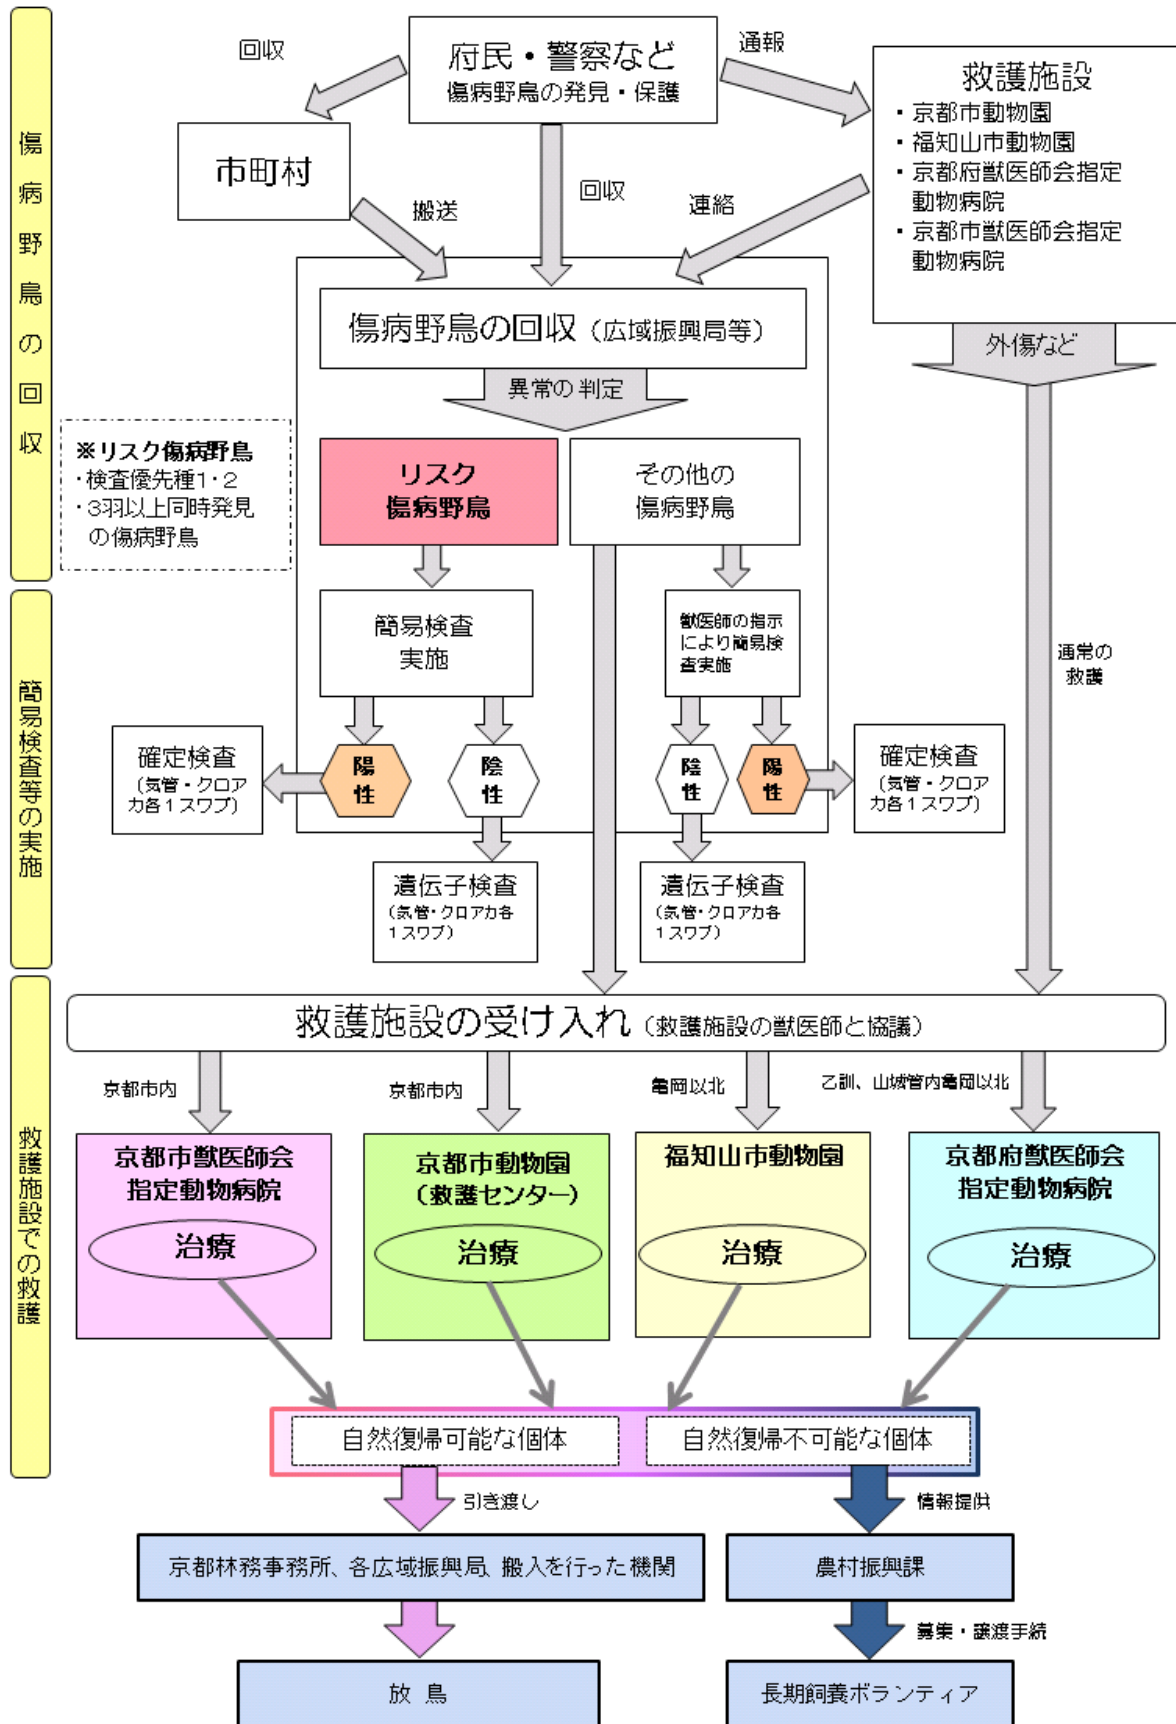 傷病野鳥の回収
回収
府民・警察など
傷病野鳥の発見・保護
通報
救護施設
・京都市動物園
・福知山市動物園
・京都府獣医師会指定
動物病院
・京都市獣医師会指定
動物病院
市町村
搬送
回収
連絡
傷病野鳥の回収（広域振興局等）
外傷など
異常の判定
※リスク傷病野鳥
・検査優先種1・2
・3羽以上同時発見
の傷病野鳥
リスク
傷病野鳥
その他の
傷病野鳥
簡易検査等の実施
簡易検査
実施
獣医師の指示
により簡易検
査実施
通常の
救護
確定検査
（気管・クロア
カ各１スワブ）
陽性
陰性
陰性
陽性
確定検査
（気管・クロア
カ各１スワブ）
遺伝子検査
（気管・クロアカ各
１スワブ）
遺伝子検査
（気管・クロアカ各
１スワブ）
救護施設での救護
救護施設の受け入れ（救護施設の獣医師と協議）
京都市内
京都市内
亀岡以北
乙訓、山城管内亀岡以北
京都市獣医師会
指定動物病院
治療
京都市動物園
（救護センター）
治療
福知山市動物園
治療
京都府獣医師会
指定動物病院
治療
自然復帰可能な個体
自然復帰不可能な個体
引き渡し
情報提供
京都林務事務所、各広域振興局、搬入を行った機関
農村振興課
募集・譲渡手続
放 鳥
長期飼養ボランティア